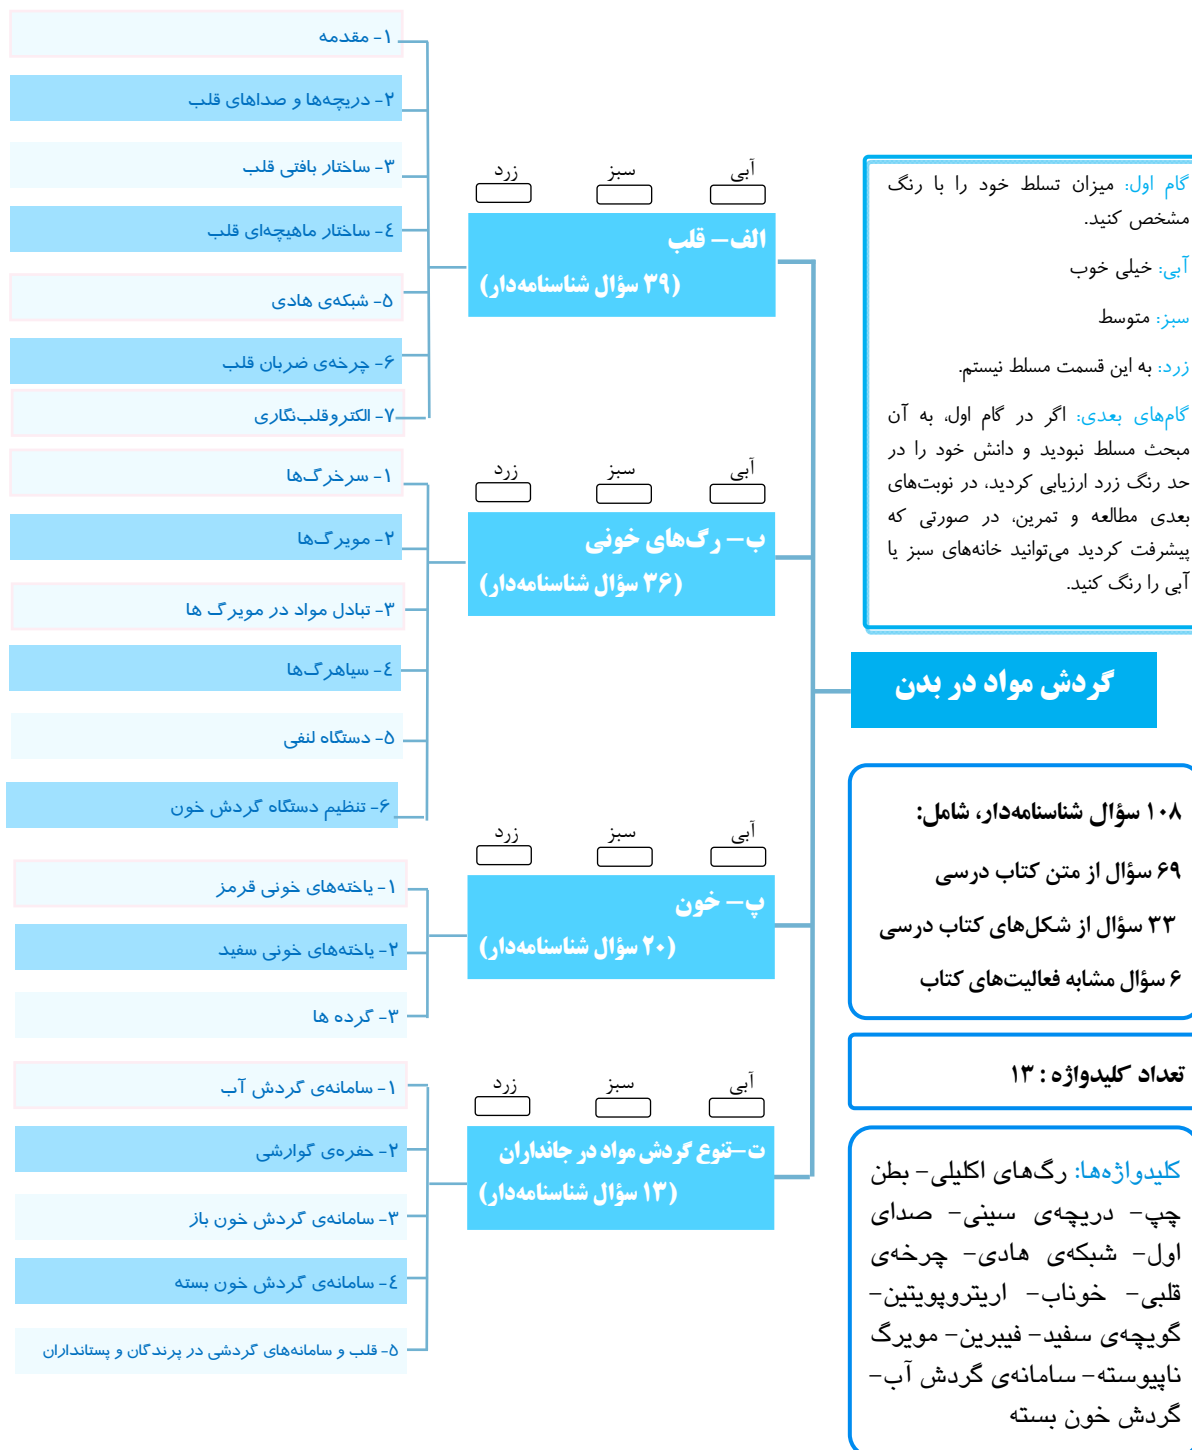 گام اول: میزان تسلط خود را با رنگ
مشخص کنید.
آبی: خیلی خوب
سبز: متوسط
زرد: به این قسمت مسلط نیستم.
گام‌های بعدی: اگر در گام اول، به آن
مبحث مسلط نبودید و دانش خود را در
حد رنگ زرد ارزیابی کردید، در نوبت‌های
بعدی مطالعه و تمرین، در صورتی که
پیشرفت کردید می‌توانید خانه‌های سبز یا
آبی را رنگ کنید.
گردش مواد در بدن
۱۰۸ سؤال شناسنامه‌دار، شامل:
۶۹ سؤال از متن کتاب درسی
۳۳ سؤال از شکل‌های کتاب درسی
۶ سؤال مشابه فعالیت‌های کتاب
تعداد کلیدواژه : ۱۳
کلیدواژه‌ها: رگ‌های اکلیلی– بطن
چپ– دریچه‌ی سینی– صدای
اول– شبکه‌ی هادی– چرخه‌ی
قلبی– خوناب– اریتروپویتین–
گویچه‌ی سفید– فیبرین– مویرگ
ناپیوسته– سامانه‌ی گردش آب–
گردش خون بسته
آبی سبز زرد
الف– قلب
(۳۹ سؤال شناسنامه‌دار)
۱- مقدمه
۲- دریچه‌ها و صداهای قلب
۳- ساختار بافتی قلب
۴- ساختار ماهیچه‌ای قلب
۵- شبکه‌ی هادی
۶- چرخه‌ی ضربان قلب
۷- الکتروقلب‌نگاری
آبی سبز زرد
ب– رگ‌های خونی
(۳۶ سؤال شناسنامه‌دار)
۱- سرخرگ‌ها
۲- مویرگ‌ها
۳- تبادل مواد در مویرگ ها
۴- سیاهرگ‌ها
۵- دستگاه لنفی
۶- تنظیم دستگاه گردش خون
آبی سبز زرد
پ– خون
(۲۰ سؤال شناسنامه‌دار)
۱- یاخته‌های خونی قرمز
۲- یاخته‌های خونی سفید
۳- گرده ها
آبی سبز زرد
ت–تنوع گردش مواد در جانداران
(۱۳ سؤال شناسنامه‌دار)
۱- سامانه‌ی گردش آب
۲- حفره‌ی گوارشی
۳- سامانه‌ی گردش خون باز
۴- سامانه‌ی گردش خون بسته
۵- قلب و سامانه‌های گردشی در پرندگان و پستانداران